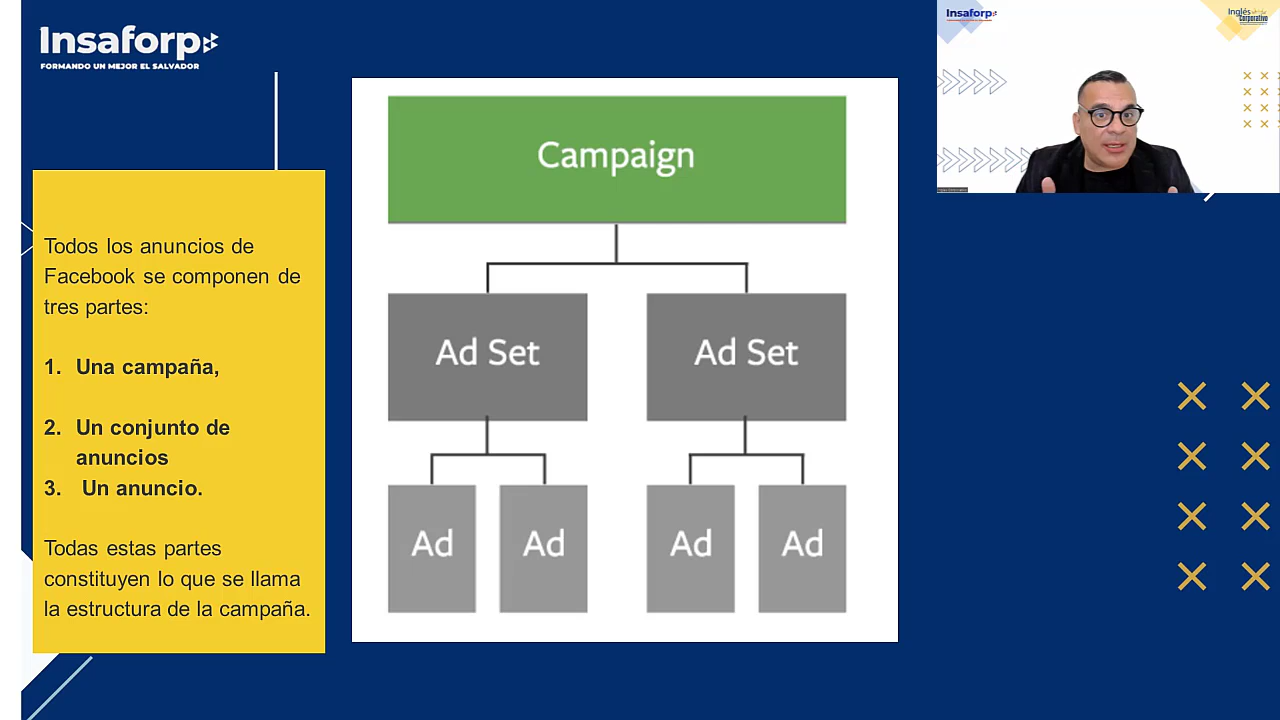 Insaforp
FORMANDO UN MEJOR EL SALVADOR
Todos los anuncios de
Facebook se componen de
tres partes:
1. Una campaña,
2. Un conjunto de
anuncios
3. Un anuncio.
Todas estas partes
constituyen lo que se llama
la estructura de la campaña.
Campaign
Ad Set
Ad Set
Ad
Ad
Ad
Ad
Insaforp
Inglés
Corporativo